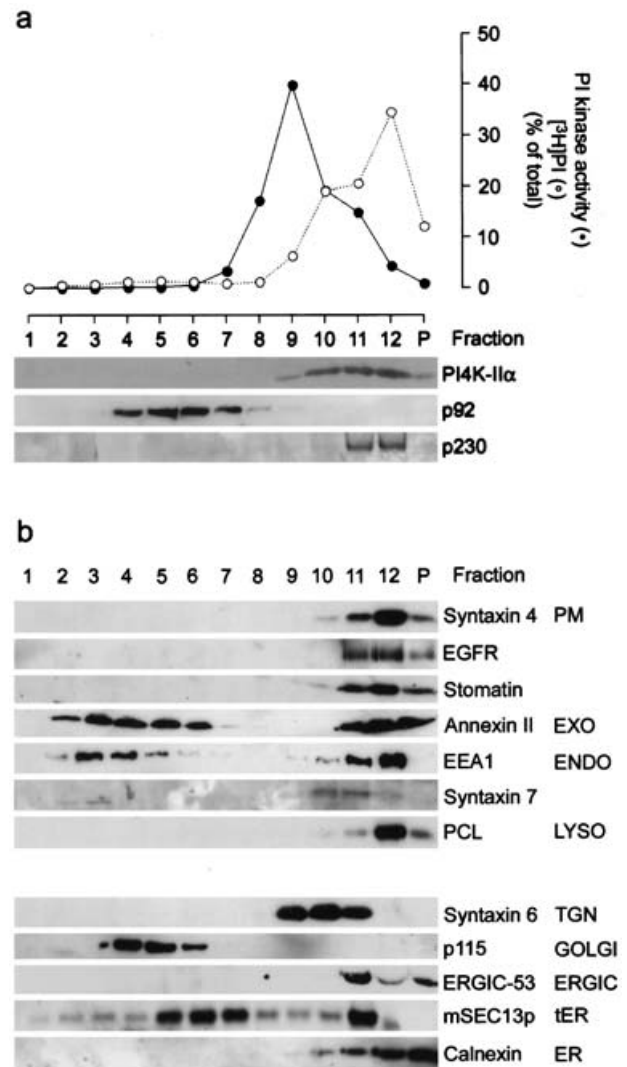 a
50
40
30
20
10
0
PI kinase activity (•)
[³H]PI (∘)
(% of total)
1 2 3 4 5 6 7 8 9 10 11 12 P Fraction
PI4K-IIα
p92
p230
b
1 2 3 4 5 6 7 8 9 10 11 12 P Fraction
Syntaxin 4 PM
EGFR
Stomatin
Annexin II EXO
EEA1 ENDO
Syntaxin 7
PCL LYSO
Syntaxin 6 TGN
p115 GOLGI
ERGIC-53 ERGIC
mSEC13p tER
Calnexin ER